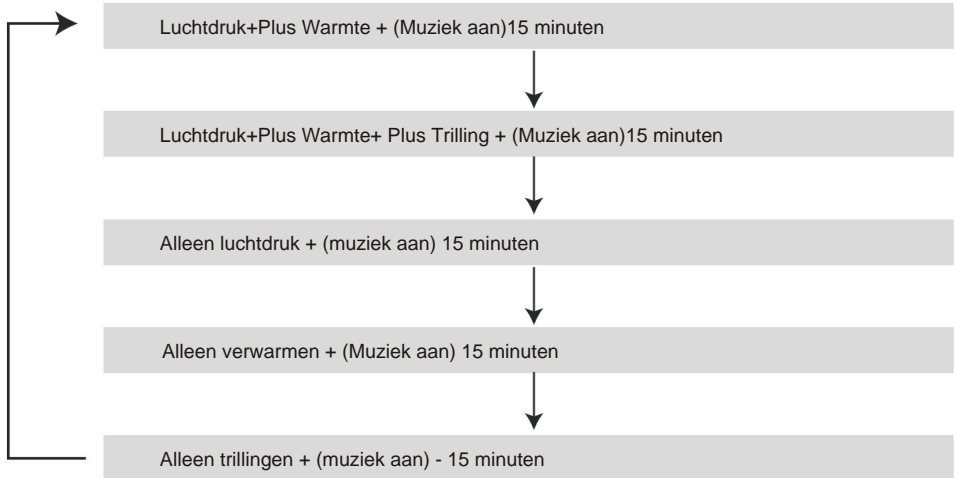 Luchtdruk+Plus Warmte + (Muziek aan)15 minuten
Luchtdruk+Plus Warmte+ Plus Trilling + (Muziek aan)15 minuten
Alleen luchtdruk + (muziek aan) 15 minuten
Alleen verwarmen + (Muziek aan) 15 minuten
Alleen trillingen + (muziek aan) - 15 minuten